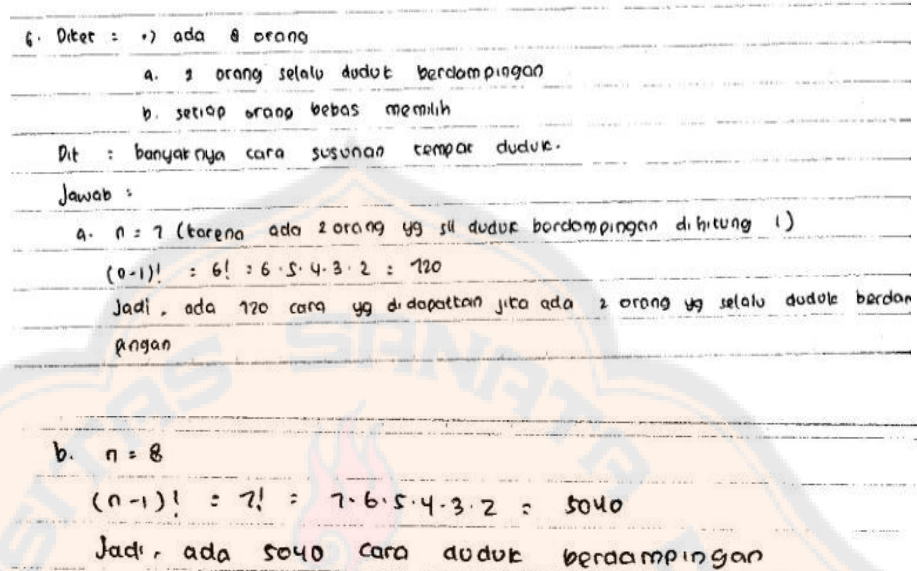 6. Diket : •) ada 8 orang
a. 2 orang selalu duduk berdampingan
b. setiap orang bebas memilih
Dit : banyaknya cara susunan tempat duduk.
Jawab :
a. n = 7 (karena ada 2 orang yg sll duduk berdampingan dihitung 1)
(n-1)! = 6! = 6 · 5 · 4 · 3 · 2 = 720
Jadi, ada 720 cara yg didapatkan jika ada 2 orang yg selalu duduk berdam
pingan
SITAS SANATA D
b. n = 8
(n-1)! = 7! = 7 · 6 · 5 · 4 · 3 · 2 = 5040
Jadi, ada 5040 cara duduk berdampingan